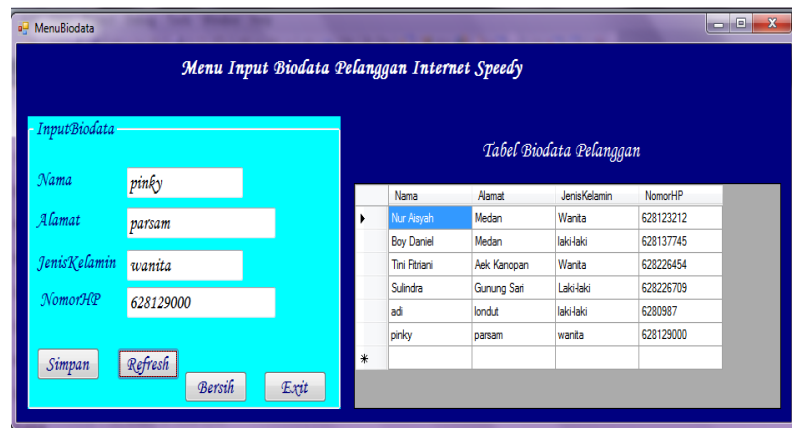 MenuBiodata
Menu Input Biodata Pelanggan Internet Speedy
InputBiodata
Nama pinky
Alamat parsam
JenisKelamin wanita
NomorHP 628129000
Simpan Refresh
Bersih Exit
Tabel Biodata Pelanggan
Nama Alamat JenisKelamin NomorHP
Nur Aisyah Medan Wanita 628123212
Boy Daniel Medan laki-laki 628137745
Tini Fitriani Aek Kanopan Wanita 628226454
Sulindra Gunung Sari Laki-laki 628226709
adi londut laki-laki 6280987
pinky parsam wanita 628129000